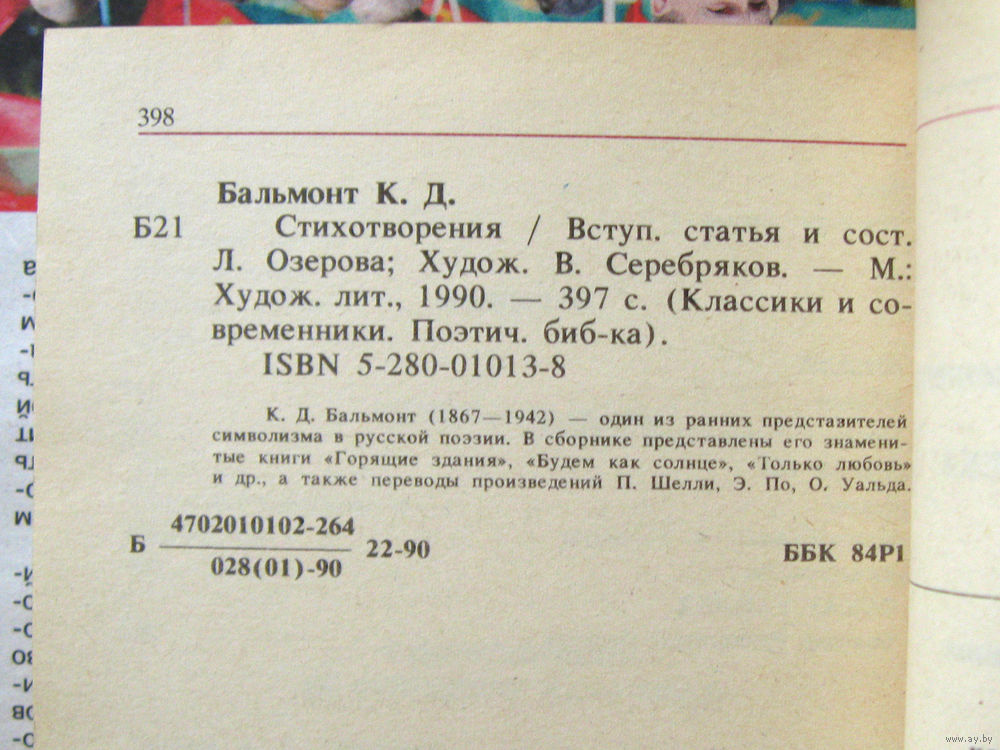 398
Бальмонт К. Д.
Б21 Стихотворения / Вступ. статья и сост.
Л. Озерова; Худож. В. Серебряков. — М.:
Худож. лит., 1990. — 397 с. (Классики и со-
временники. Поэтич. биб-ка).
ISBN 5-280-01013-8
К. Д. Бальмонт (1867—1942) — один из ранних представителей
символизма в русской поэзии. В сборнике представлены его знамени-
тые книги «Горящие здания», «Будем как солнце», «Только любовь»
и др., а также переводы произведений П. Шелли, Э. По, О. Уальда.
Б 4702010102-264
028(01)-90
22-90
ББК 84Р1
www.ay.by